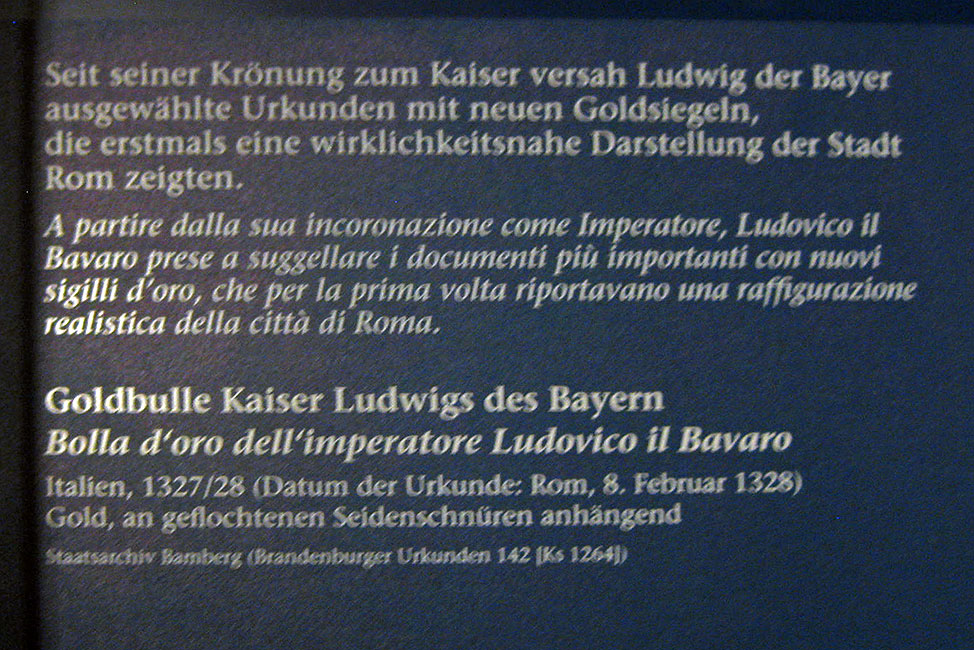 Seit seiner Krönung zum Kaiser versah Ludwig der Bayer
ausgewählte Urkunden mit neuen Goldsiegeln,
die erstmals eine wirklichkeitsnahe Darstellung der Stadt
Rom zeigten.
A partire dalla sua incoronazione come Imperatore, Ludovico il
Bavaro prese a suggellare i documenti più importanti con nuovi
sigilli d'oro, che per la prima volta riportavano una raffigurazione
realistica della città di Roma.
Goldbulle Kaiser Ludwigs des Bayern
Bolla d‘oro dell‘imperatore Ludovico il Bavaro
Italien, 1327/28 (Datum der Urkunde: Rom, 8. Februar 1328)
Gold, an geflochtenen Seidenschnüren anhängend
Staatsarchiv Bamberg (Brandenburger Urkunden 142 [Ks 1264])